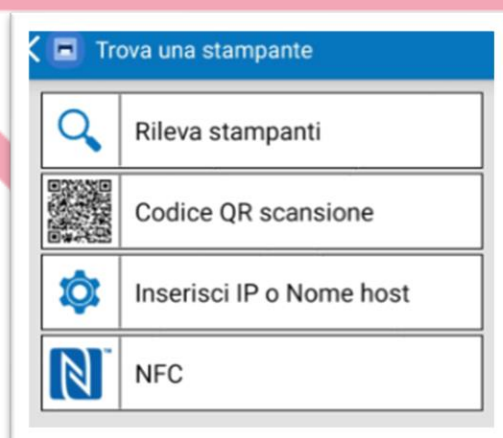 Trova una stampante
Rileva stampanti
Codice QR scansione
Inserisci IP o Nome host
NFC